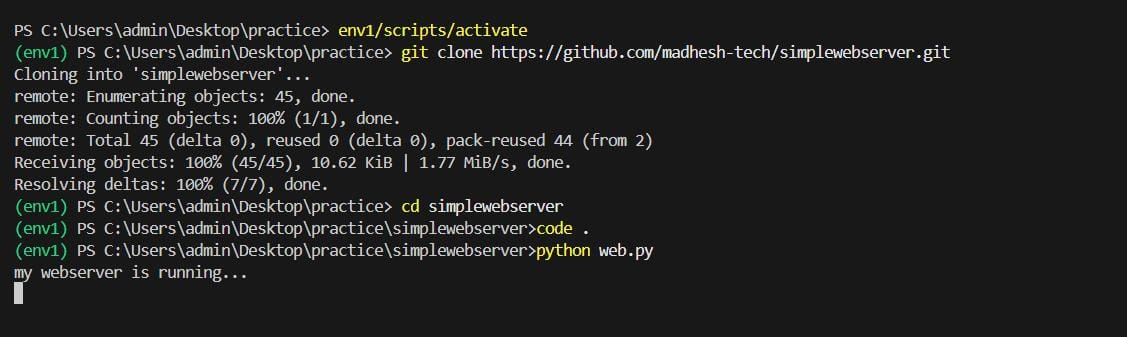 PS C:\Users\admin\Desktop\practice> env1/scripts/activate
(env1) PS C:\Users\admin\Desktop\practice> git clone https://github.com/madhesh-tech/simplewebserver.git
Cloning into 'simplewebserver'...
remote: Enumerating objects: 45, done.
remote: Counting objects: 100% (1/1), done.
remote: Total 45 (delta 0), reused 0 (delta 0), pack-reused 44 (from 2)
Receiving objects: 100% (45/45), 10.62 KiB | 1.77 MiB/s, done.
Resolving deltas: 100% (7/7), done.
(env1) PS C:\Users\admin\Desktop\practice> cd simplewebserver
(env1) PS C:\Users\admin\Desktop\practice\simplewebserver>code .
(env1) PS C:\Users\admin\Desktop\practice\simplewebserver>python web.py
my webserver is running...